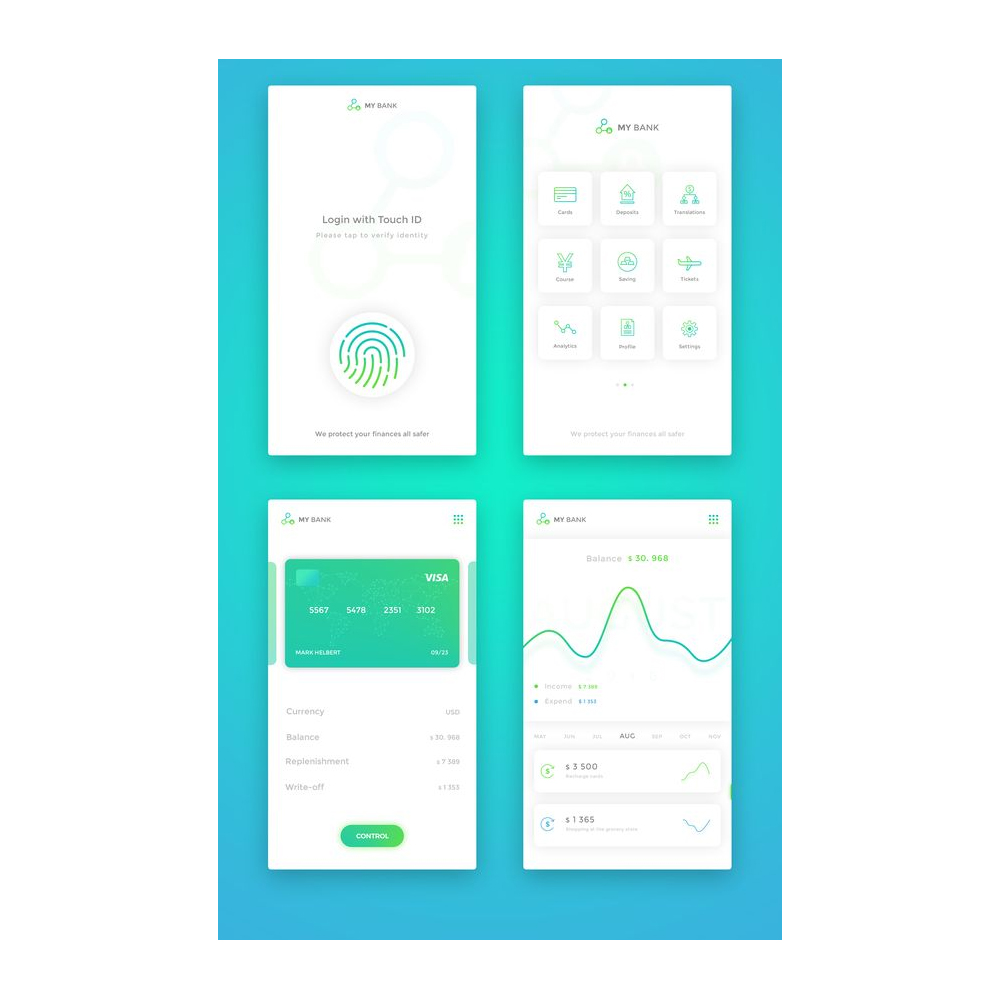 MY BANK
Login with Touch ID
Please tap to verify identity
We protect your finances all safer
MY BANK
Cards
Deposits
Translations
Course
Saving
Tickets
Analytics
Profile
Settings
We protect your finances all safer
MY BANK
VISA
5567 5478 2351 3102
MARK HELBERT 09/23
Currency USD
Balance $ 30. 968
Replenishment $ 7 389
Write-off $ 1 353
CONTROL
MY BANK
Balance $ 30. 968
AUGUST
Income $ 7 389
Expend $ 1 353
MAY JUN JUL AUG SEP OCT NOV
$ 3 500
Recharge cards
$ 1 365
Shopping at the grocery store